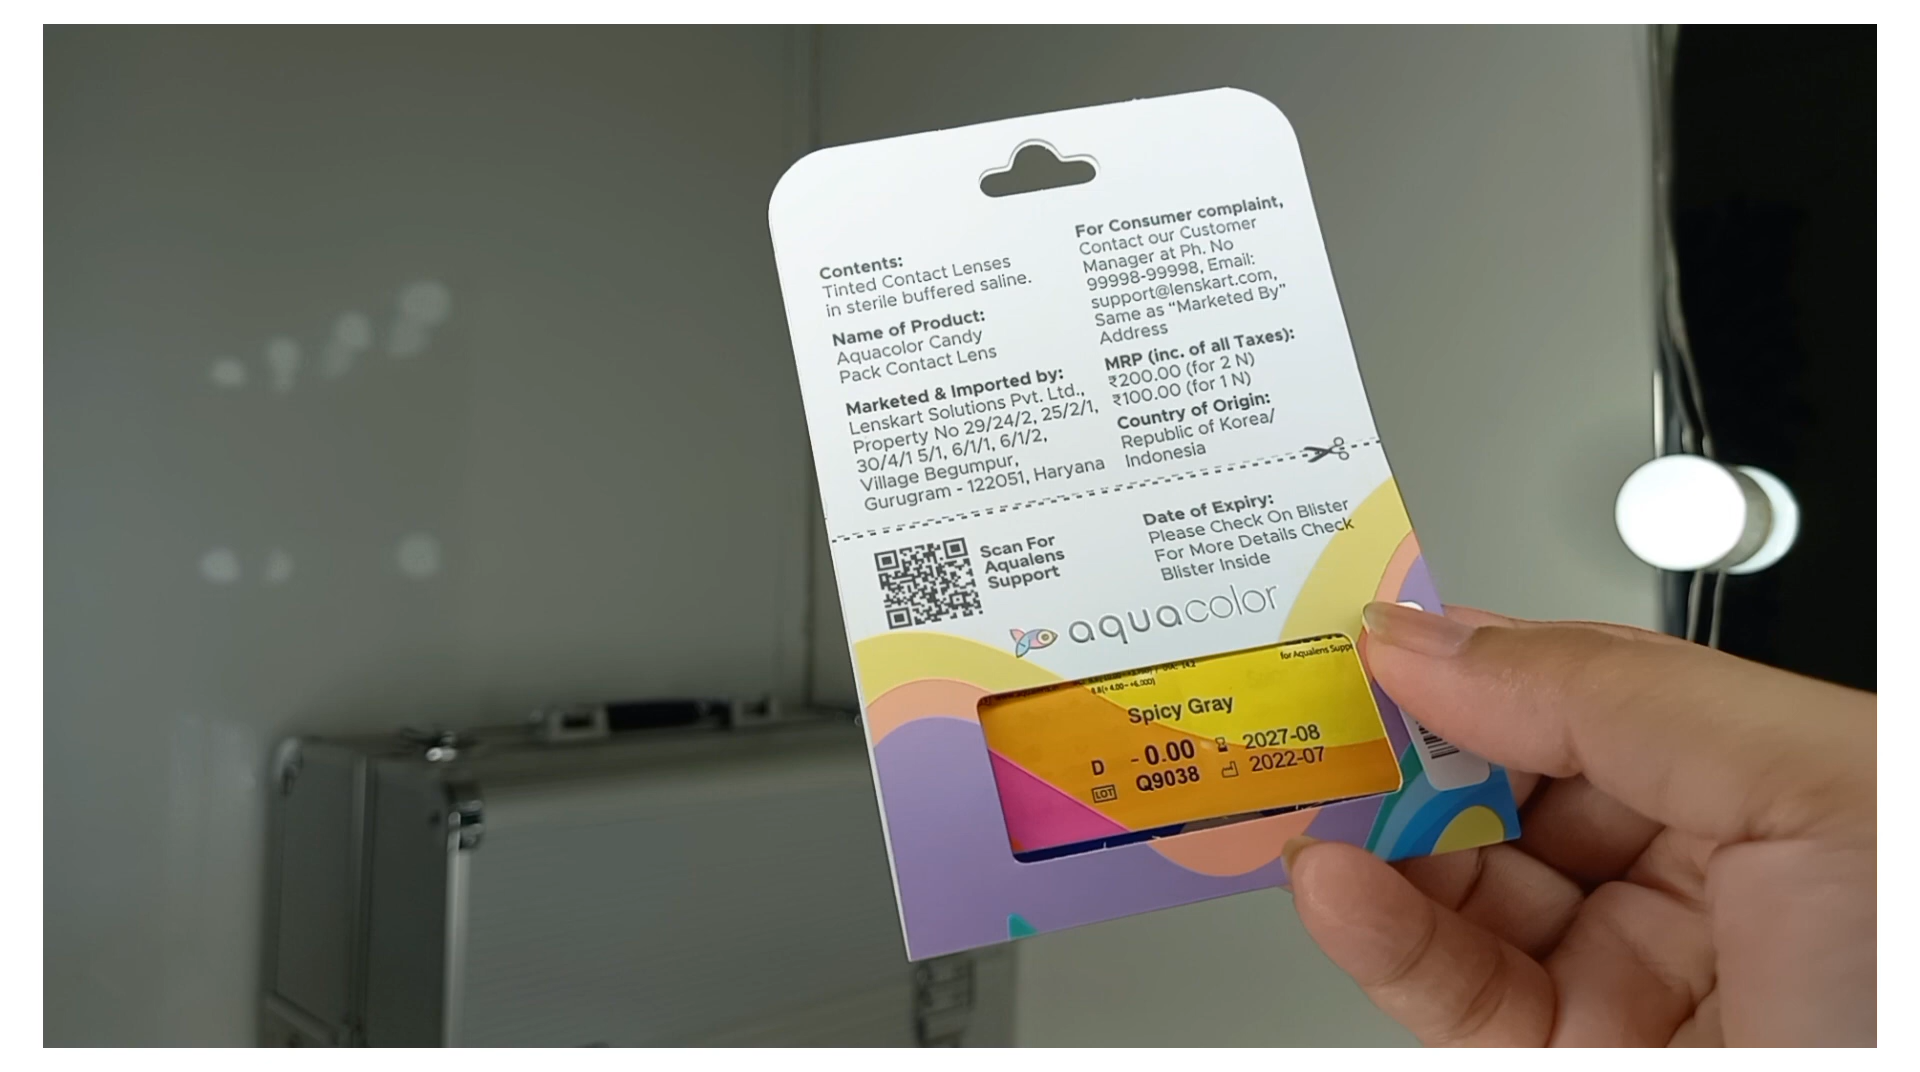 Contents:
Tinted Contact Lenses
in sterile buffered saline.
Name of Product:
Aquacolor Candy
Pack Contact Lens
Marketed & Imported by:
Lenskart Solutions Pvt. Ltd.,
Property No 29/24/2, 25/2/1,
30/4/1 5/1, 6/1/1, 6/1/2,
Village Begumpur,
Gurugram - 122051, Haryana
For Consumer complaint,
Contact our Customer
Manager at Ph. No
99998-99998, Email:
support@lenskart.com,
Same as “Marketed By”
Address
MRP (inc. of all Taxes):
₹200.00 (for 2 N)
₹100.00 (for 1 N)
Country of Origin:
Republic of Korea/
Indonesia
Scan For
Aqualens
Support
Date of Expiry:
Please Check On Blister
For More Details Check
Blister Inside
aquacolor
for Aqualens
Spicy Gray
D - 0.00 2027-08
LOT Q9038 2022-07